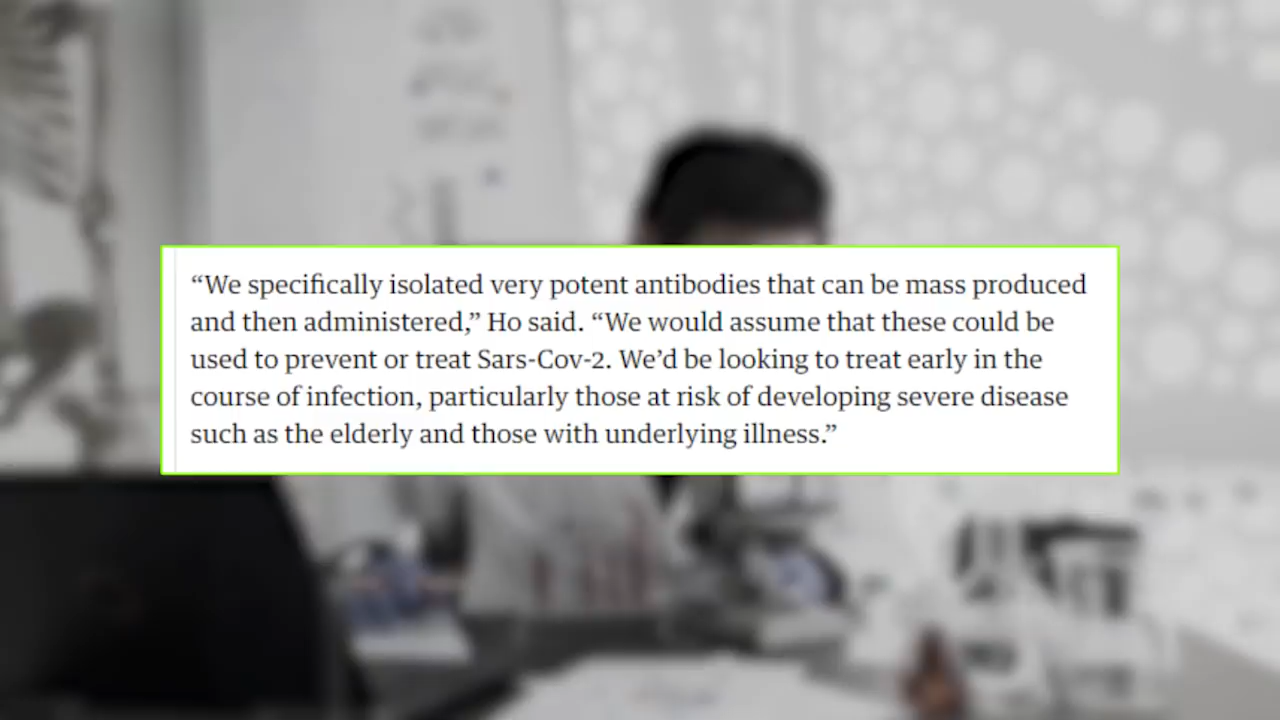 “We specifically isolated very potent antibodies that can be mass produced
and then administered,” Ho said. “We would assume that these could be
used to prevent or treat Sars-Cov-2. We’d be looking to treat early in the
course of infection, particularly those at risk of developing severe disease
such as the elderly and those with underlying illness.”